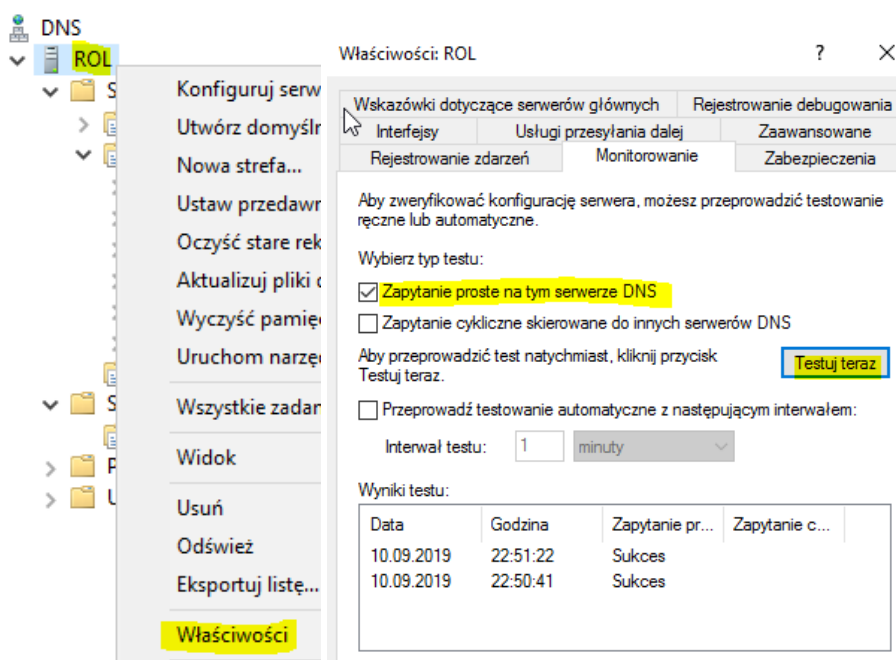 DNS
ROL
S
S
P
Konfiguruj serw
Utwórz domyśln
Nowa strefa...
Ustaw przedawn
Oczyść stare rek
Aktualizuj pliki
Wyczyść pamię
Uruchom narzę
Wszystkie zadan
Widok
Usuń
Odśwież
Eksportuj listę...
Właściwości
Właściwości: ROL
Wskazówki dotyczące serwerów głównych Rejestrowanie debugowania
Interfejsy Usługi przesyłania dalej Zaawansowane
Rejestrowanie zdarzeń Monitorowanie Zabezpieczenia
Aby zweryfikować konfigurację serwera, możesz przeprowadzić testowanie
ręczne lub automatyczne.
Wybierz typ testu:
Zapytanie proste na tym serwerze DNS
Zapytanie cykliczne skierowane do innych serwerów DNS
Aby przeprowadzić test natychmiast, kliknij przycisk
Testuj teraz.
Testuj teraz
Przeprowadź testowanie automatyczne z następującym interwałem:
Interwał testu: 1 minuty
Wyniki testu:
Data Godzina Zapytanie pr... Zapytanie c...
10.09.2019 22:51:22 Sukces
10.09.2019 22:50:41 Sukces